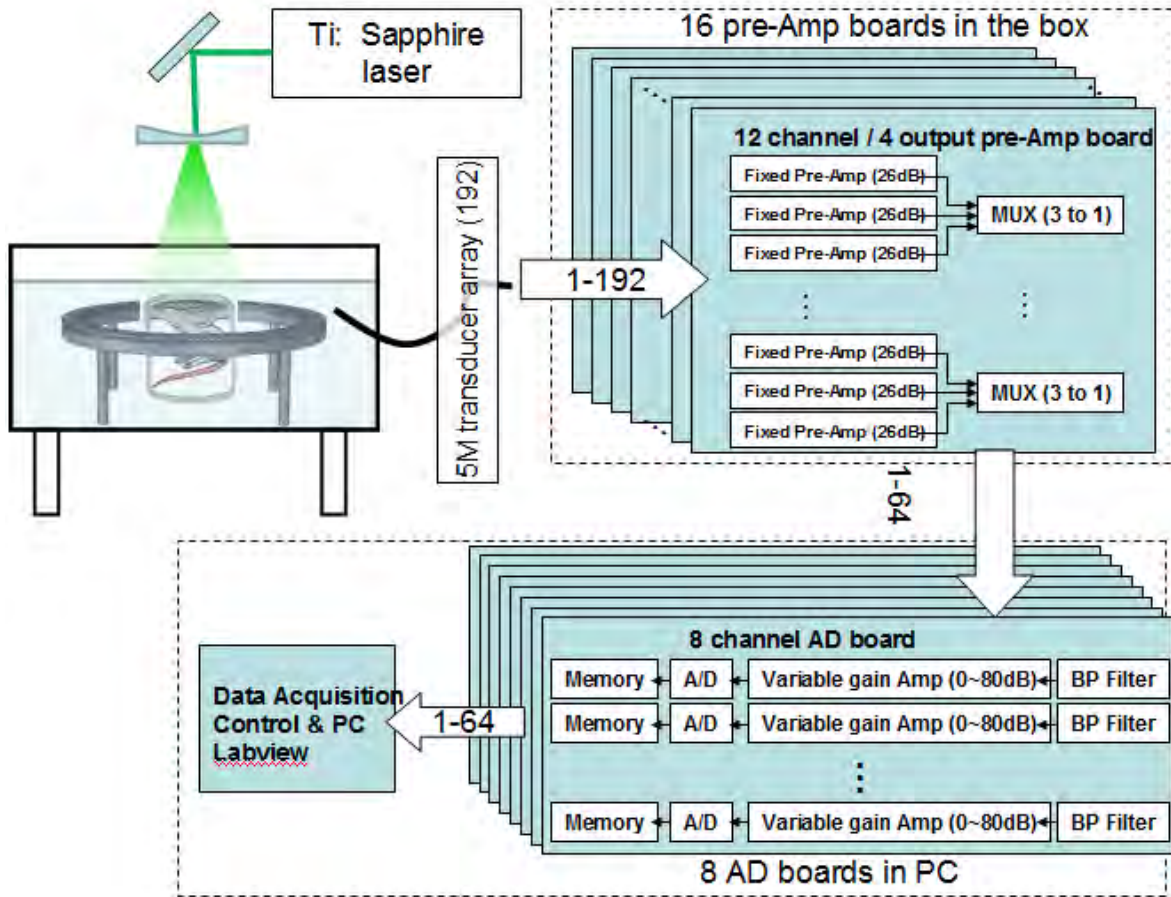 Ti: Sapphire
laser
16 pre-Amp boards in the box
12 channel / 4 output pre-Amp board
Fixed Pre-Amp (26dB)
Fixed Pre-Amp (26dB)
Fixed Pre-Amp (26dB)
MUX (3 to 1)
5M transducer array (192)
1-192
Fixed Pre-Amp (26dB)
Fixed Pre-Amp (26dB)
Fixed Pre-Amp (26dB)
MUX (3 to 1)
1-64
8 channel AD board
Memory A/D Variable gain Amp (0~80dB) BP Filter
Memory A/D Variable gain Amp (0~80dB) BP Filter
Memory A/D Variable gain Amp (0~80dB) BP Filter
8 AD boards in PC
1-64
Data Acquisition
Control & PC
Labview